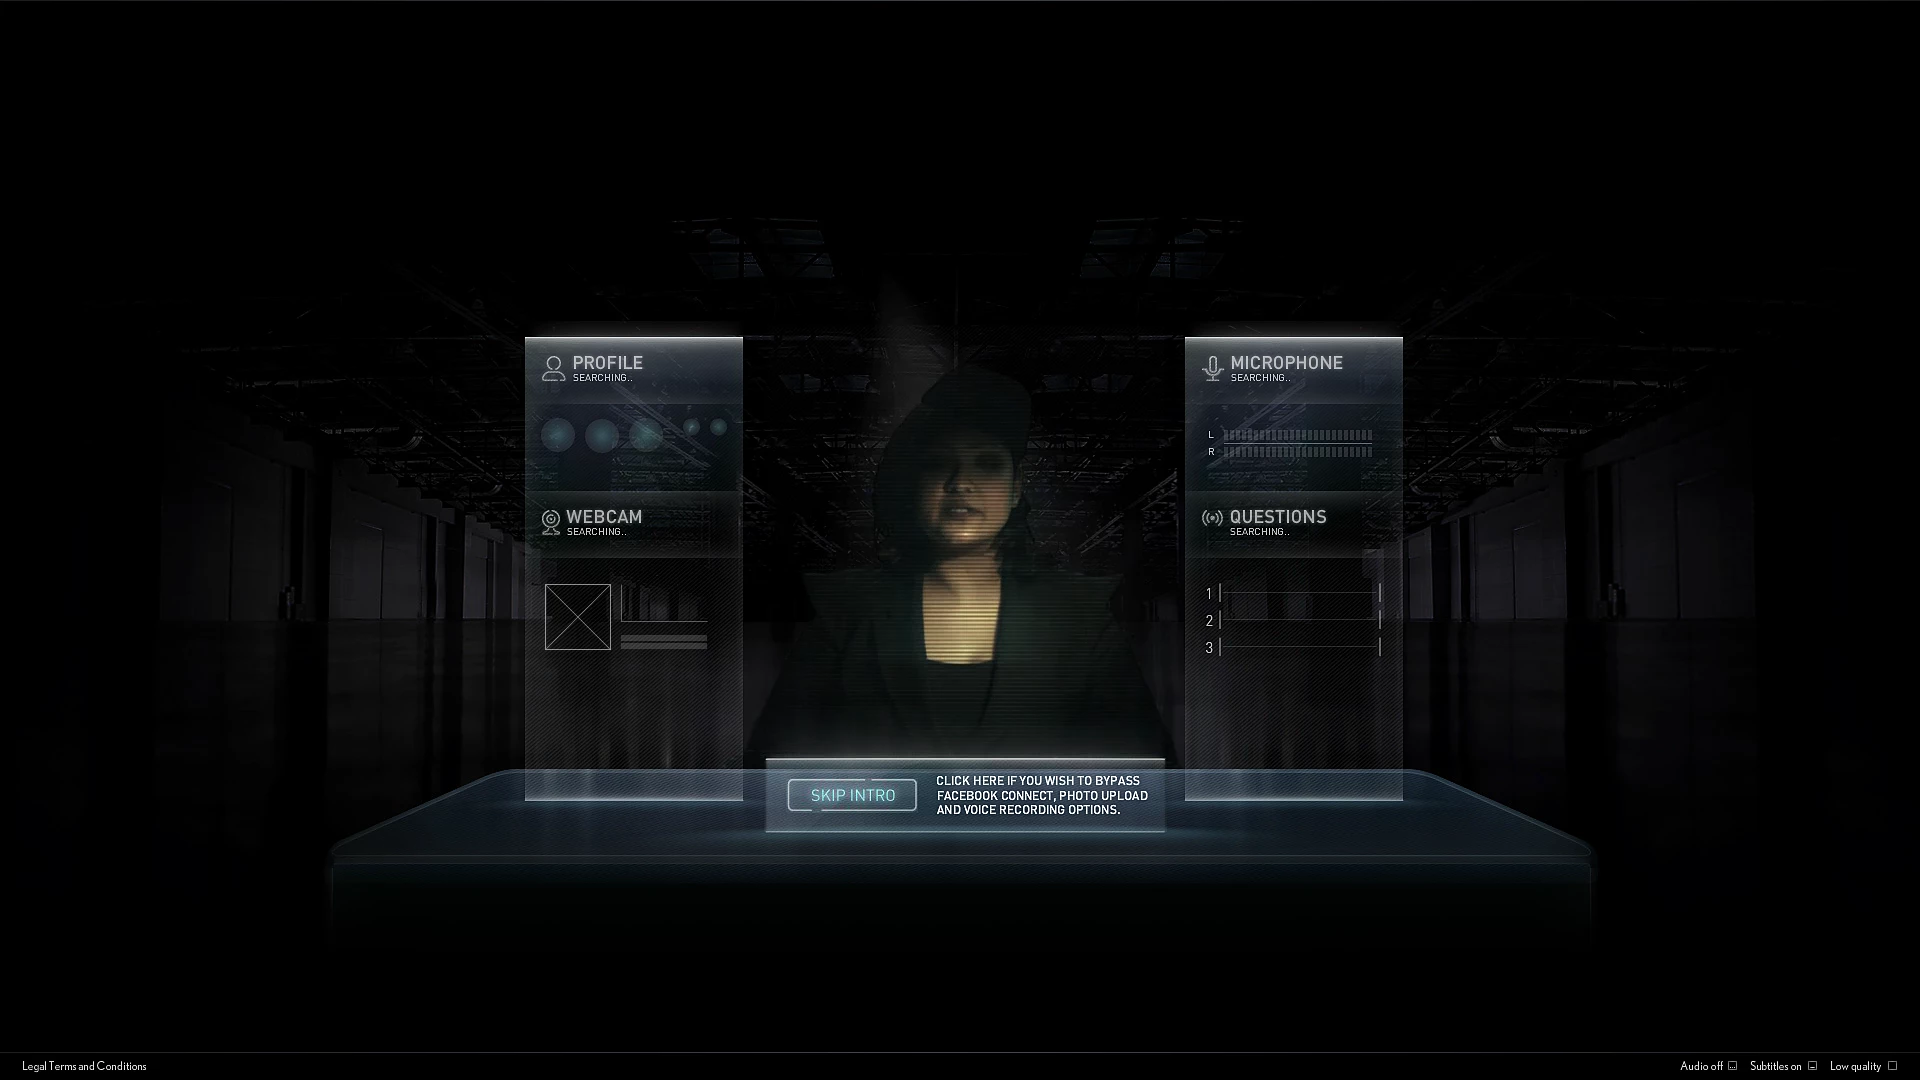 PROFILE
SEARCHING..
WEBCAM
SEARCHING..
MICROPHONE
SEARCHING..
L
R
QUESTIONS
SEARCHING..
1
2
3
SKIP INTRO
CLICK HERE IF YOU WISH TO BYPASS
FACEBOOK CONNECT, PHOTO UPLOAD
AND VOICE RECORDING OPTIONS.
Legal Terms and Conditions
Audio off
Subtitles on
Low quality